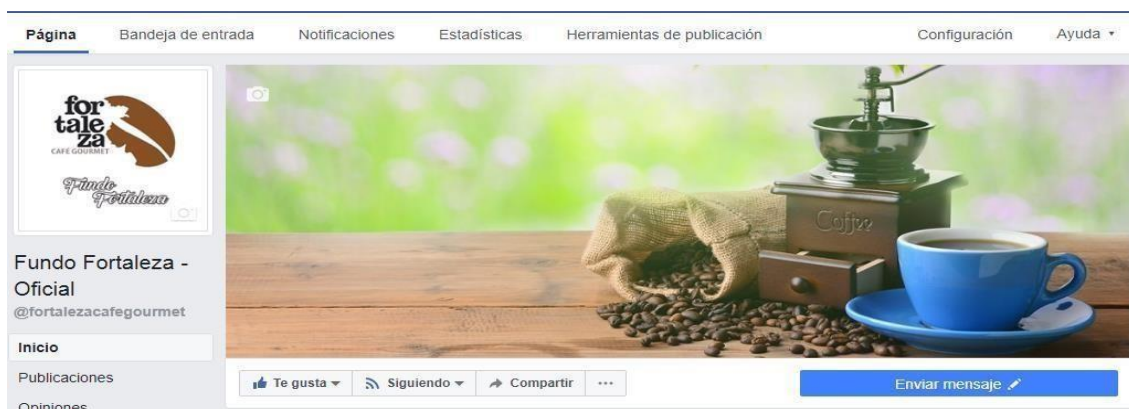 Página Bandeja de entrada Notificaciones Estadísticas Herramientas de publicación Configuración Ayuda
for
tale
za
CAFÉ GOURMET
Fundo
Fortaleza
Coffee
Fundo Fortaleza -
Oficial
@fortalezacafegourmet
Inicio
Publicaciones
Opiniones
Te gusta Siguiendo Compartir ... Enviar mensaje